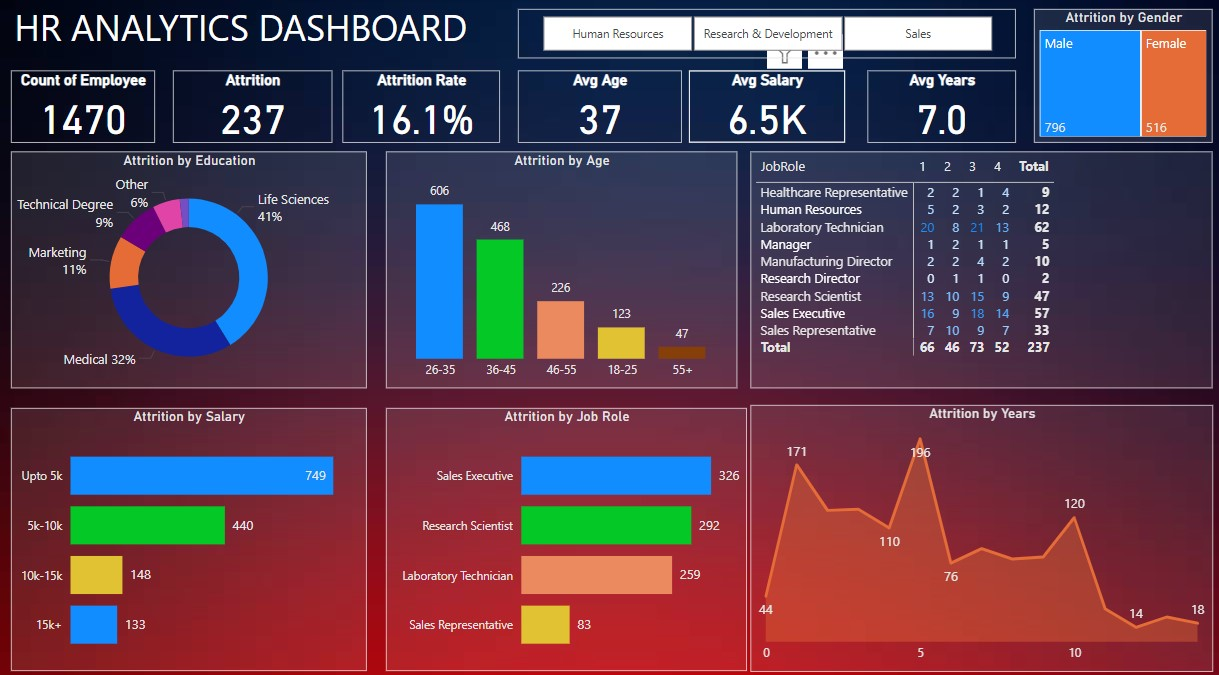 HR ANALYTICS DASHBOARD
Human Resources
Research & Development
Sales
Attrition by Gender
Male
Female
796
516
Count of Employee
1470
Attrition
237
Attrition Rate
16.1%
Avg Age
37
Avg Salary
6.5K
Avg Years
7.0
Attrition by Education
Other
6%
Technical Degree
9%
Marketing
11%
Life Sciences
41%
Medical 32%
Attrition by Age
606
468
226
123
47
26-35 36-45 46-55 18-25 55+
JobRole 1 2 3 4 Total
Healthcare Representative 2 2 1 4 9
Human Resources 5 2 3 2 12
Laboratory Technician 20 8 21 13 62
Manager 1 2 1 1 5
Manufacturing Director 2 2 4 2 10
Research Director 0 1 1 0 2
Research Scientist 13 10 15 9 47
Sales Executive 16 9 18 14 57
Sales Representative 7 10 9 7 33
Total 66 46 73 52 237
Attrition by Salary
Upto 5k 749
5k-10k 440
10k-15k 148
15k+ 133
Attrition by Job Role
Sales Executive 326
Research Scientist 292
Laboratory Technician 259
Sales Representative 83
Attrition by Years
44
171
110
196
76
120
14
18
0 5 10